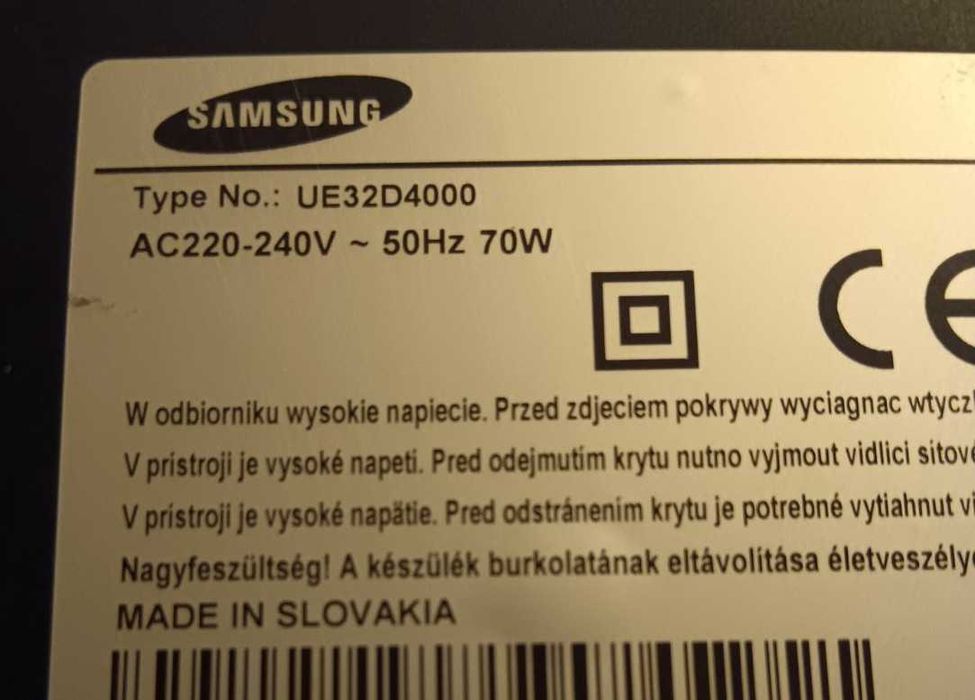 SAMSUNG
Type No.: UE32D4000
AC220-240V ~ 50Hz 70W
CE
W odbiorniku wysokie napiecie. Przed zdjeciem pokrywy wyciagnac
V prístroji je vysoké napeti. Pred odejmutím krytu nutno vyjmout vidlici
V prístroji je vysoké napätie. Pred odstránením krytu je potrebné vytiahnut
Nagyfeszültség! A készülék burkolatának eltávolítása
MADE IN SLOVAKIA